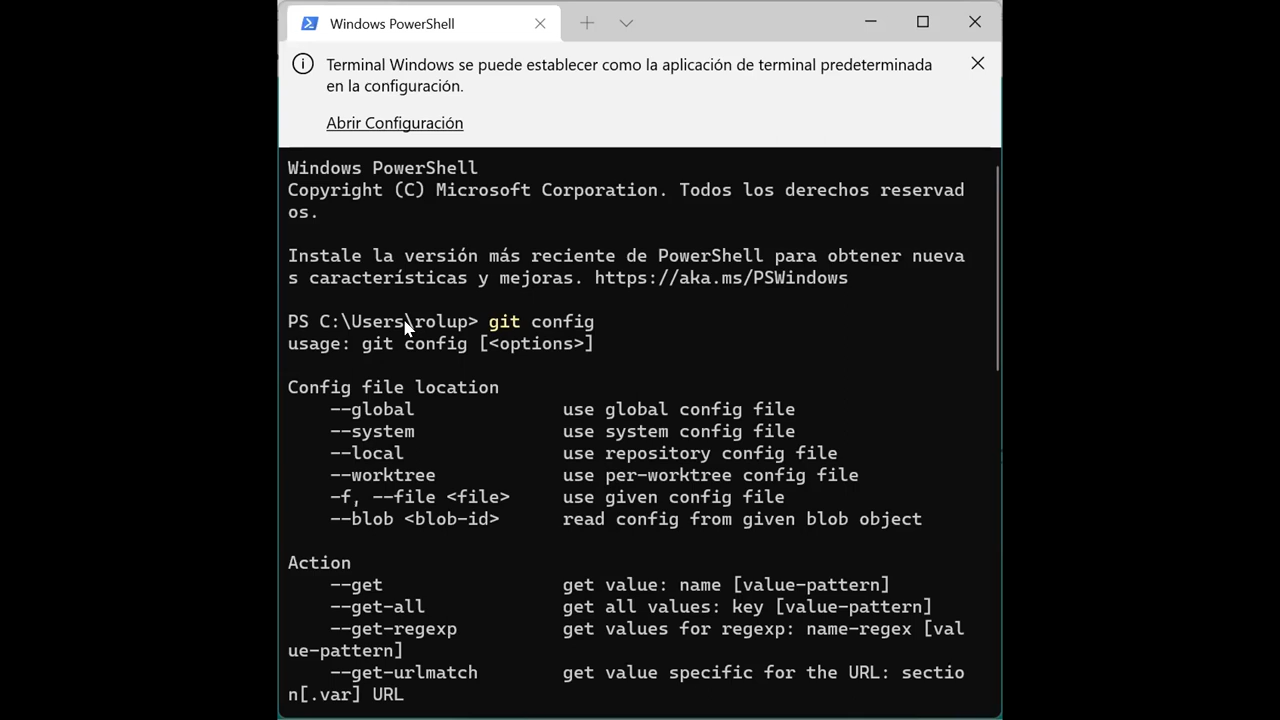 Windows PowerShell
Terminal Windows se puede establecer como la aplicación de terminal predeterminada
en la configuración.
Abrir Configuración
Windows PowerShell
Copyright (C) Microsoft Corporation. Todos los derechos reservad
os.
Instale la versión más reciente de PowerShell para obtener nueva
s características y mejoras. https://aka.ms/PSWindows
PS C:\Users\rolup> git config
usage: git config [<options>]
Config file location
--global use global config file
--system use system config file
--local use repository config file
--worktree use per-worktree config file
-f, --file <file> use given config file
--blob <blob-id> read config from given blob object
Action
--get get value: name [value-pattern]
--get-all get all values: key [value-pattern]
--get-regexp get values for regexp: name-regex [val
ue-pattern]
--get-urlmatch get value specific for the URL: sectio
n[.var] URL